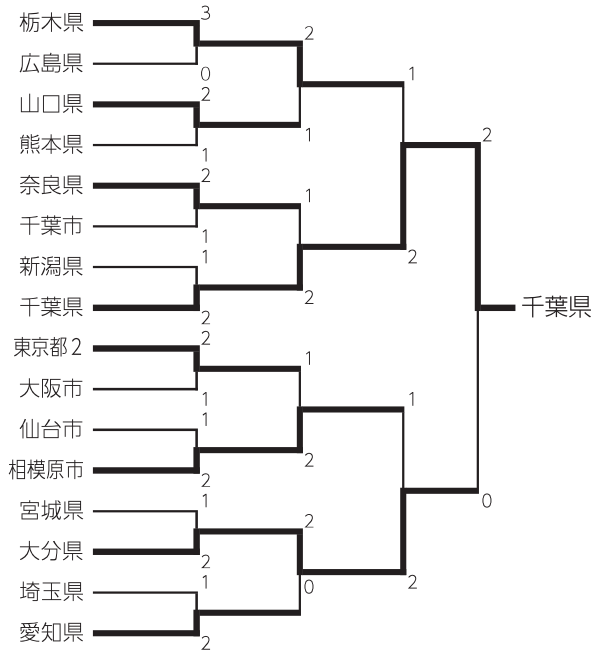 栃木県
広島県
山口県
熊本県
奈良県
千葉市
新潟県
千葉県
東京都2
大阪市
仙台市
相模原市
宮城県
大分県
埼玉県
愛知県
3
0
2
1
2
1
1
2
2
1
1
2
1
2
1
2
2
1
1
2
1
2
2
0
1
2
1
2
2
0
千葉県